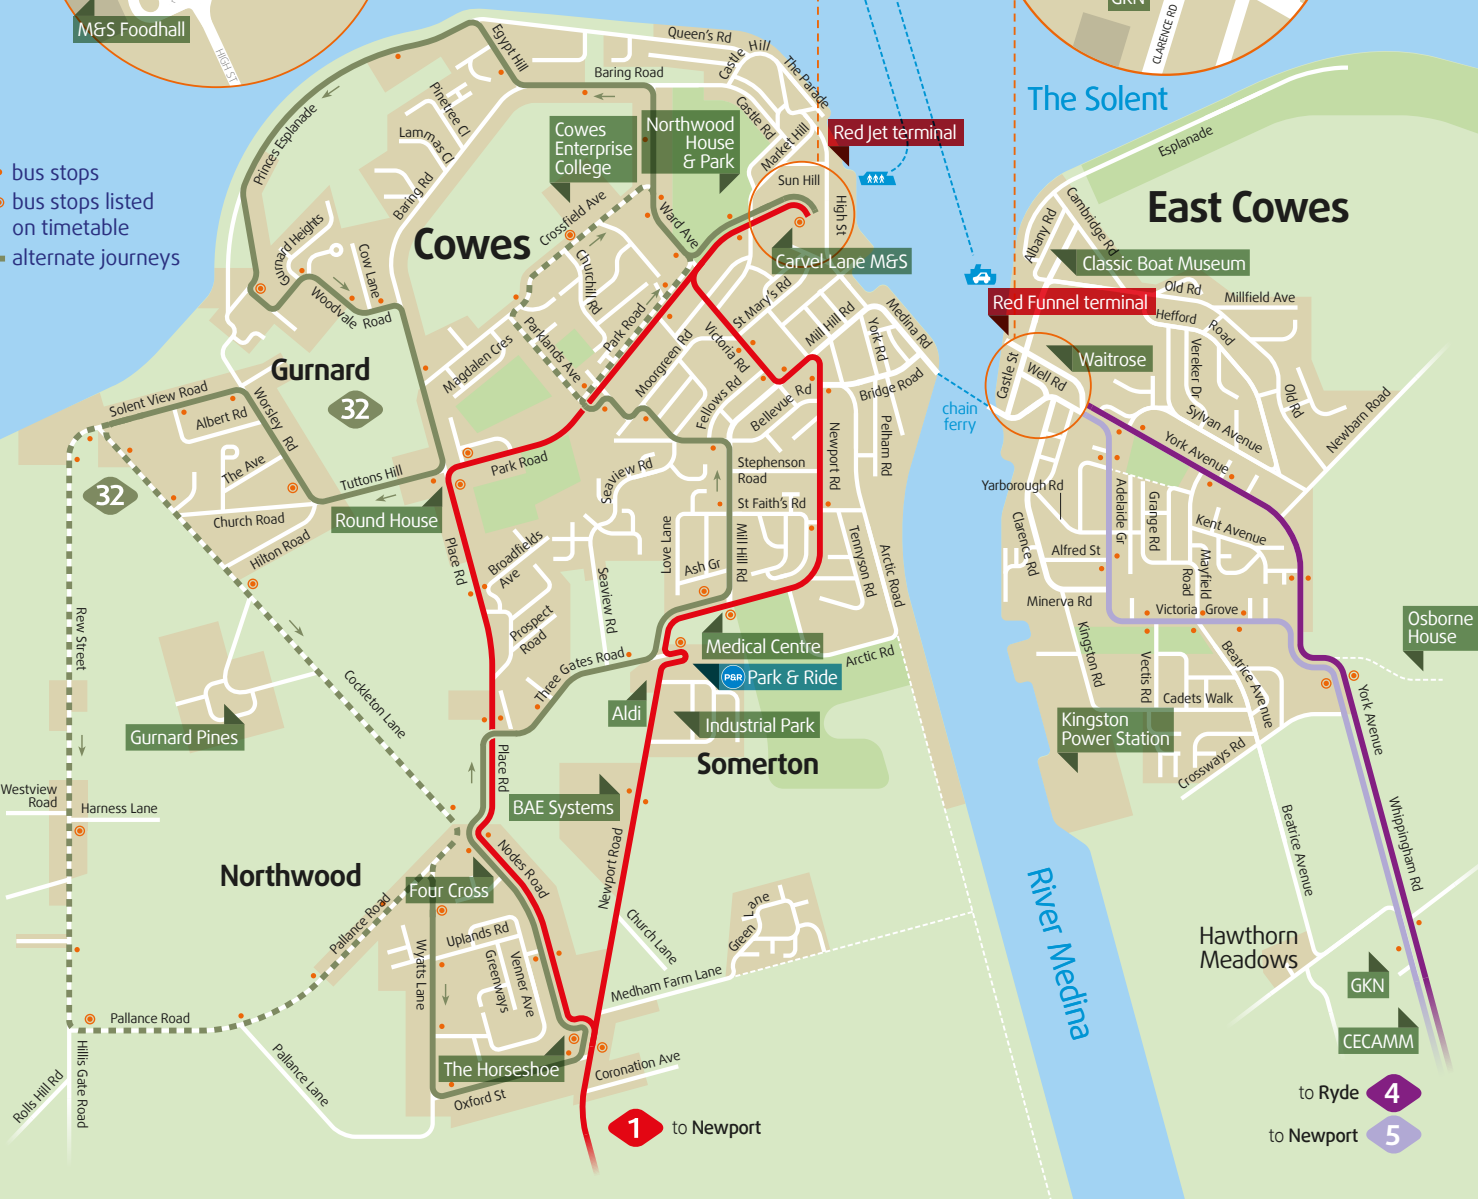 M&S Foodhall
HIGH ST
GKN
CLARENCE RD
bus stops
bus stops listed
on timetable
alternate journeys
The Solent
Esplanade
Queen's Rd
Egypt Hill
Baring Road
Castle Hill
The Parade
Castle Rd
Market Hill
Princes Esplanade
Pinetree Cl
Lammas Cl
Baring Rd
Cowes
Enterprise
College
Northwood
House
& Park
Red Jet terminal
Sun Hill
High St
Carvel Lane M&S
Cowes
Crossfield Ave
Ward Ave
Gurnard Heights
Cow Lane
Woodvale Road
Churchill Rd
Park Road
Parklands Ave
Magdalen Cres
Moorgreen Rd
Victoria Rd
St Mary's Rd
Mill Hill Rd
York Rd
Medina Rd
Bridge Road
Fellows Rd
Bellevue Rd
Pelham Rd
Newport Rd
Gurnard
32
Solent View Road
Albert Rd
Worsley Rd
The Ave
Church Road
Hilton Road
Tuttons Hill
Round House
32
Park Road
Seaview Rd
Stephenson
Road
St Faith's Rd
Love Lane
Mill Hill Rd
Ash Gr
Tennyson Rd
Arctic Road
Arctic Rd
Place Rd
Broadfields
Ave
Prospect
Road
Seaview Rd
Three Gates Road
Medical Centre
P&R Park & Ride
Aldi
Industrial Park
Somerton
Rew Street
Cockleton Lane
Gurnard Pines
Westview
Road
Harness Lane
Place Rd
BAE Systems
Newport Road
Northwood
Four Cross
Nodes Road
Pallance Road
Uplands Rd
Wyatts Lane
Greenways
Venner Ave
Church Lane
Green Lane
Medham Farm Lane
Pallance Road
Pallance Lane
Hillis Gate Road
Rolls Hill Rd
The Horseshoe
Oxford St
Coronation Ave
1 to Newport
River Medina
chain
ferry
East Cowes
Cambridge Rd
Albany Rd
Classic Boat Museum
Red Funnel terminal
Old Rd
Millfield Ave
Hefford Road
Waitrose
Castle St
Well Rd
Vereker Dr
Old Rd
Sylvan Avenue
York Avenue
Newbarn Road
Yarborough Rd
Clarence Rd
Adelaide Gr
Grange Rd
Kent Avenue
Alfred St
Mayfield
Road
Minerva Rd
Victoria Grove
Kingston Rd
Vectis Rd
Beatrice Avenue
Cadets Walk
Kingston
Power Station
Crossways Rd
Osborne
House
York Avenue
Beatrice Avenue
Whippingham Rd
Hawthorn
Meadows
GKN
CECAMM
to Ryde 4
to Newport 5